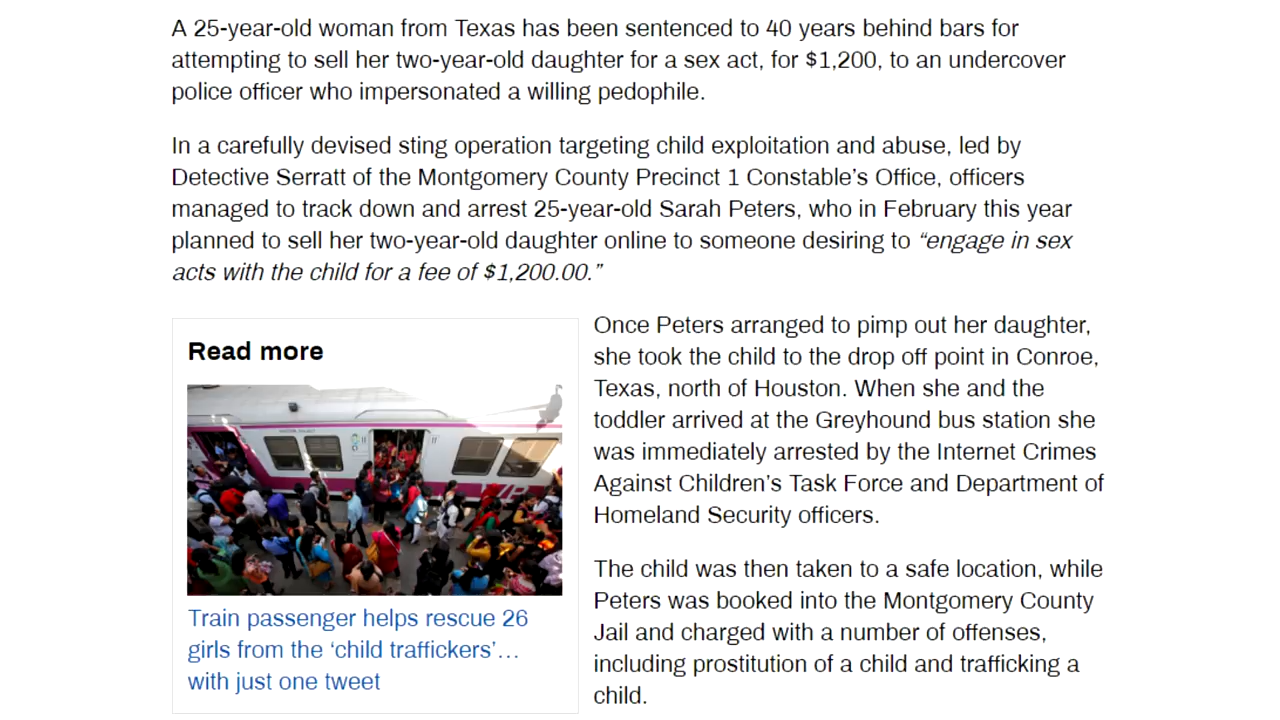 A 25-year-old woman from Texas has been sentenced to 40 years behind bars for
attempting to sell her two-year-old daughter for a sex act, for $1,200, to an undercover
police officer who impersonated a willing pedophile.
In a carefully devised sting operation targeting child exploitation and abuse, led by
Detective Serratt of the Montgomery County Precinct 1 Constable’s Office, officers
managed to track down and arrest 25-year-old Sarah Peters, who in February this year
planned to sell her two-year-old daughter online to someone desiring to “engage in sex
acts with the child for a fee of $1,200.00.”
Read more
Train passenger helps rescue 26
girls from the ‘child traffickers’…
with just one tweet
Once Peters arranged to pimp out her daughter,
she took the child to the drop off point in Conroe,
Texas, north of Houston. When she and the
toddler arrived at the Greyhound bus station she
was immediately arrested by the Internet Crimes
Against Children’s Task Force and Department of
Homeland Security officers.
The child was then taken to a safe location, while
Peters was booked into the Montgomery County
Jail and charged with a number of offenses,
including prostitution of a child and trafficking a
child.